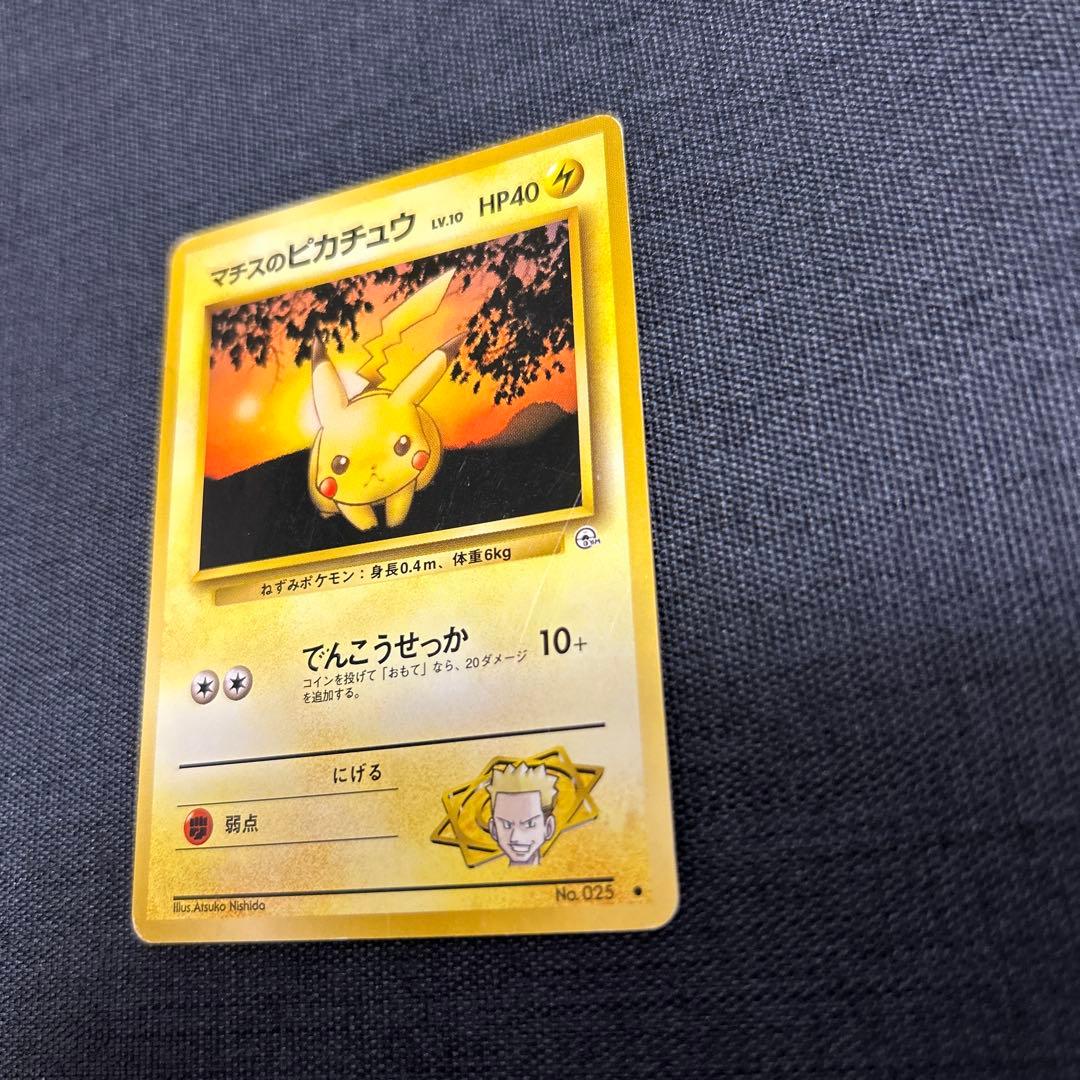 マチスのピカチュウ LV.10 HP40
ねずみポケモン：身長0.4m、体重6kg
でんこうせっか 10+
コインを投げて「おもて」なら、20ダメージ
を追加する。
にげる
弱点
Illus.Atsuko Nishida No. 025